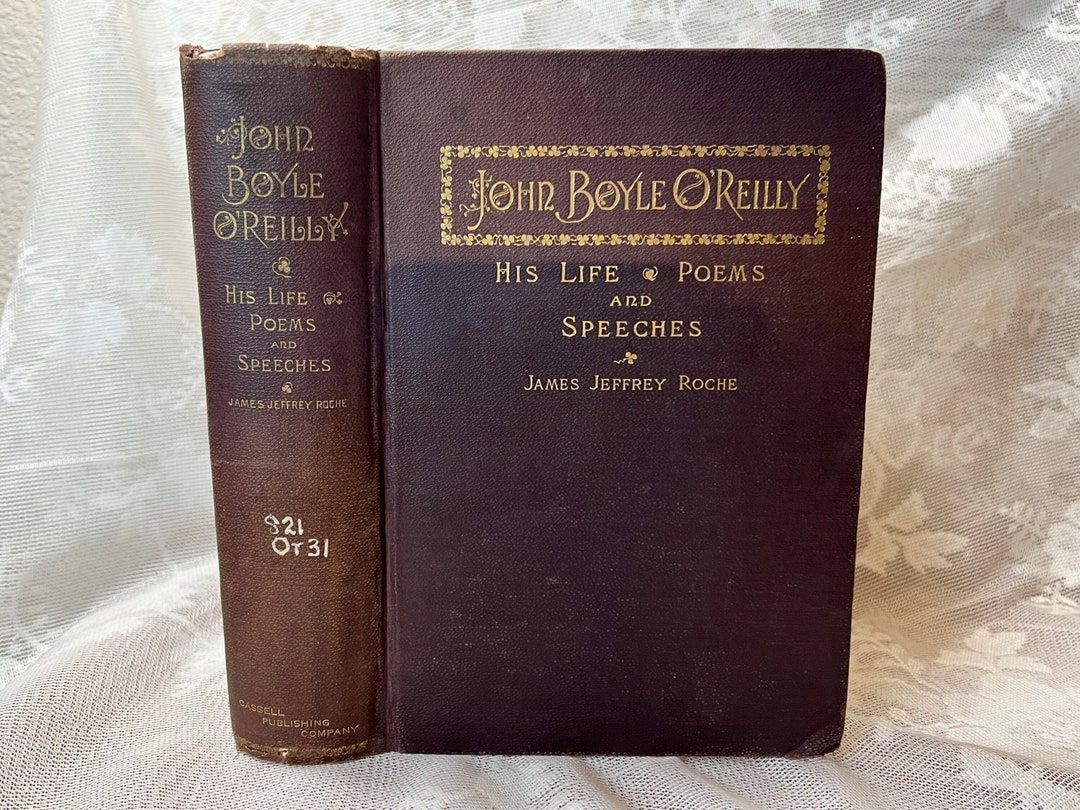 John
Boyle
O'Reilly
His Life
Poems
and
Speeches
James Jeffrey Roche
821
Or31
Cassell
Publishing
Company
John Boyle O'Reilly
His Life Poems
and
Speeches
James Jeffrey Roche